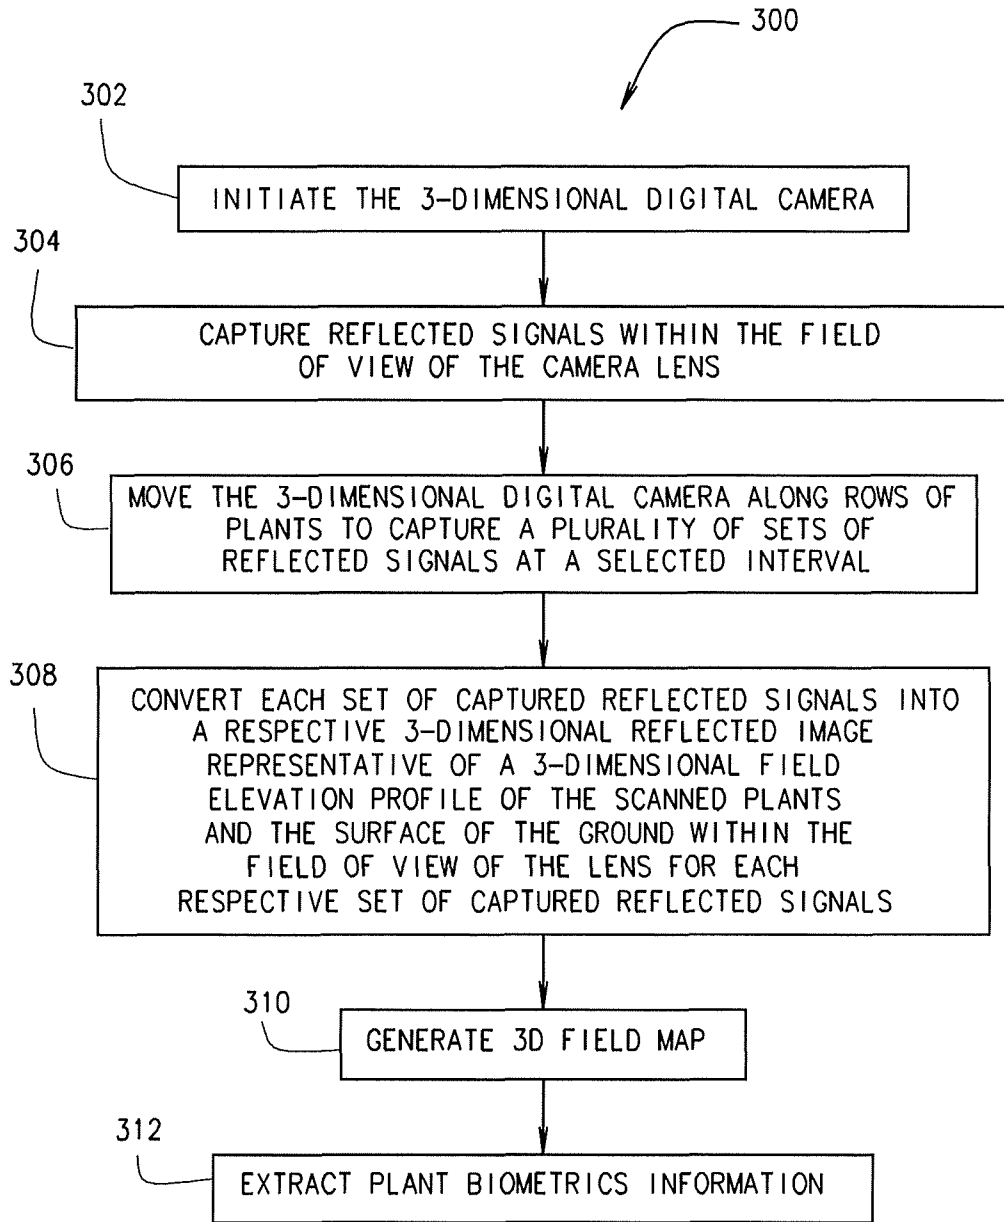 300
302
INITIATE THE 3-DIMENSIONAL DIGITAL CAMERA
304
CAPTURE REFLECTED SIGNALS WITHIN THE FIELD
OF VIEW OF THE CAMERA LENS
306
MOVE THE 3-DIMENSIONAL DIGITAL CAMERA ALONG ROWS OF
PLANTS TO CAPTURE A PLURALITY OF SETS OF
REFLECTED SIGNALS AT A SELECTED INTERVAL
308
CONVERT EACH SET OF CAPTURED REFLECTED SIGNALS INTO
A RESPECTIVE 3-DIMENSIONAL REFLECTED IMAGE
REPRESENTATIVE OF A 3-DIMENSIONAL FIELD
ELEVATION PROFILE OF THE SCANNED PLANTS
AND THE SURFACE OF THE GROUND WITHIN THE
FIELD OF VIEW OF THE LENS FOR EACH
RESPECTIVE SET OF CAPTURED REFLECTED SIGNALS
310
GENERATE 3D FIELD MAP
312
EXTRACT PLANT BIOMETRICS INFORMATION